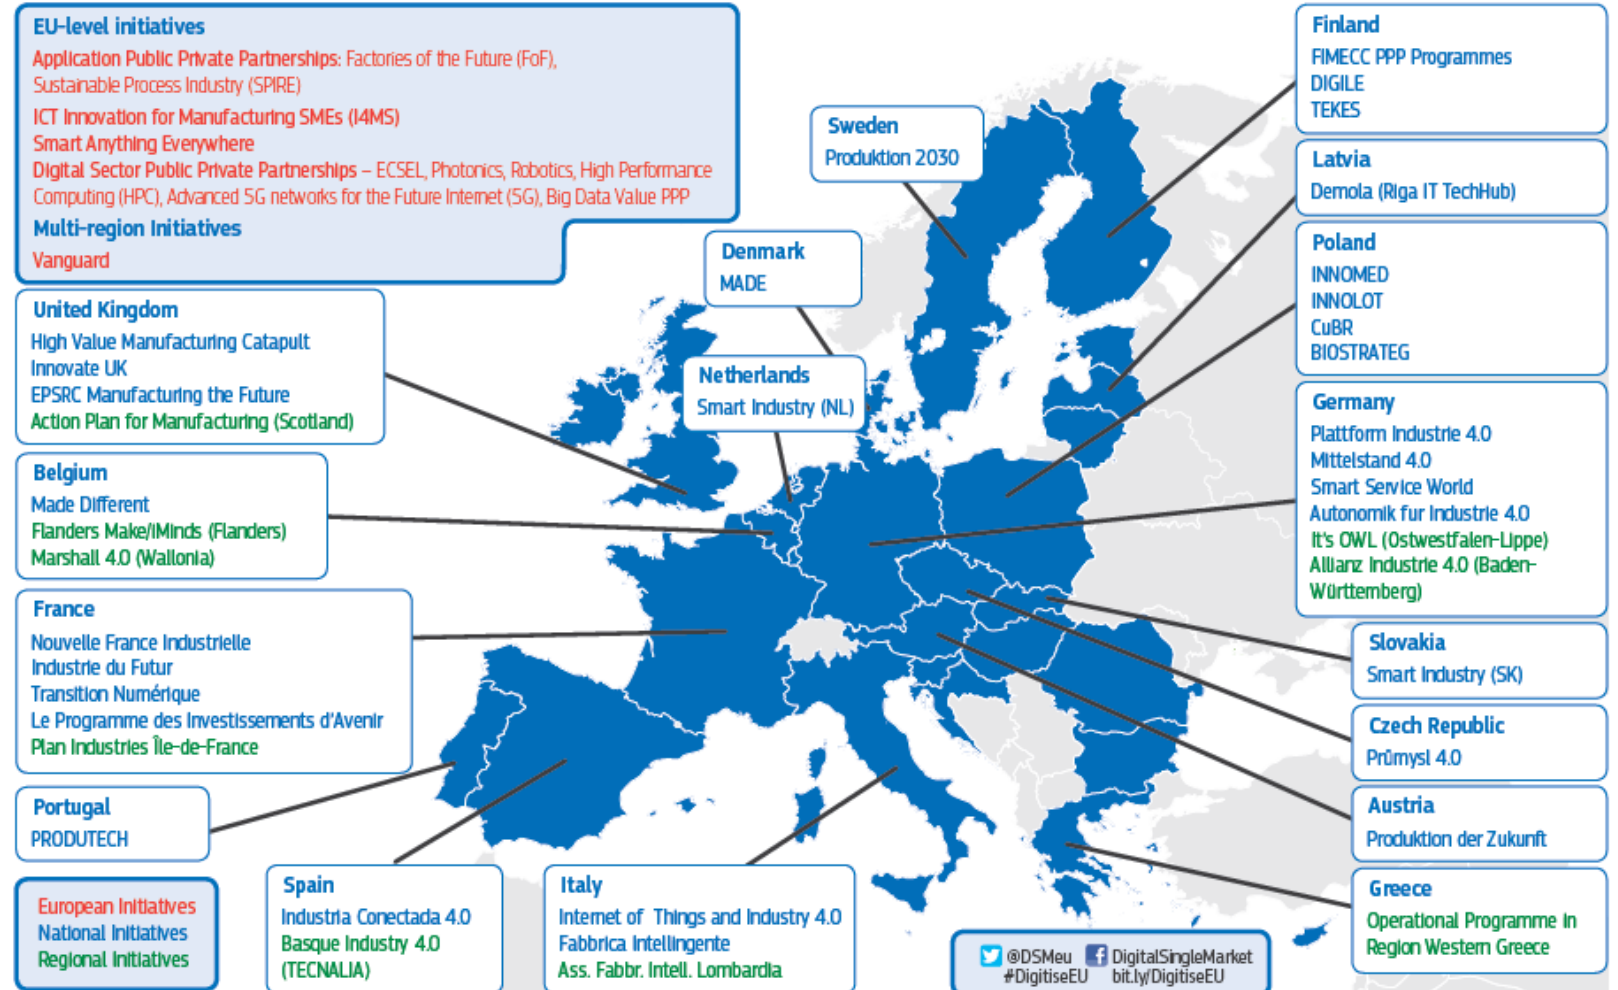 EU-level initiatives
Application Public Private Partnerships: Factories of the Future (FoF),
Sustainable Process Industry (SPIRE)
ICT Innovation for Manufacturing SMEs (I4MS)
Smart Anything Everywhere
Digital Sector Public Private Partnerships – ECSEL, Photonics, Robotics, High Performance
Computing (HPC), Advanced 5G networks for the Future Internet (5G), Big Data Value PPP
Multi-region Initiatives
Vanguard
United Kingdom
High Value Manufacturing Catapult
Innovate UK
EPSRC Manufacturing the Future
Action Plan for Manufacturing (Scotland)
Belgium
Made Different
Flanders Make/iMinds (Flanders)
Marshall 4.0 (Wallonia)
France
Nouvelle France Industrielle
Industrie du Futur
Transition Numérique
Le Programme des Investissements d'Avenir
Plan Industries Île-de-France
Portugal
PRODUTECH
European Initiatives
National Initiatives
Regional Initiatives
Spain
Industria Conectada 4.0
Basque Industry 4.0
(TECNALIA)
Italy
Internet of Things and Industry 4.0
Fabbrica Intellingente
Ass. Fabbr. Intell. Lombardia
Sweden
Produktion 2030
Denmark
MADE
Netherlands
Smart Industry (NL)
Finland
FIMECC PPP Programmes
DIGILE
TEKES
Latvia
Demola (Riga IT TechHub)
Poland
INNOMED
INNOLOT
CuBR
BIOSTRATEG
Germany
Plattform Industrie 4.0
Mittelstand 4.0
Smart Service World
Autonomik fur Industrie 4.0
It's OWL (Ostwestfalen-Lippe)
Allianz Industrie 4.0 (Baden-
Württemberg)
Slovakia
Smart Industry (SK)
Czech Republic
Průmysl 4.0
Austria
Produktion der Zukunft
Greece
Operational Programme in
Region Western Greece
@DSMeu DigitalSingleMarket
#DigitiseEU bit.ly/DigitiseEU